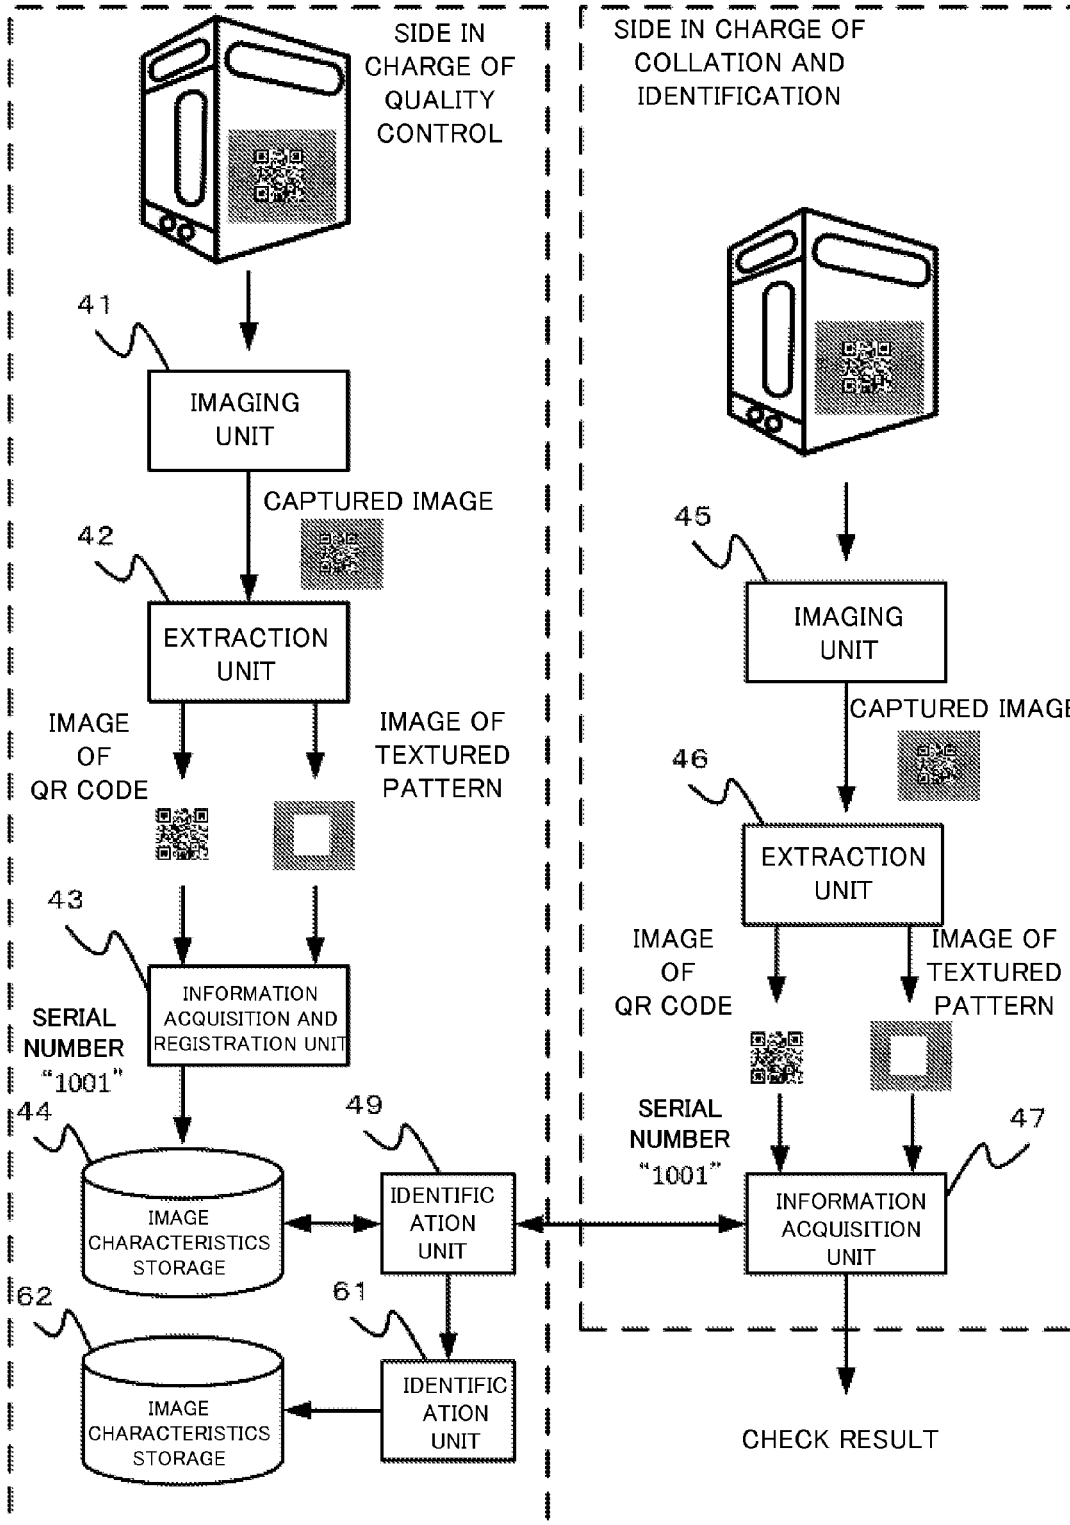 SIDE IN
CHARGE OF
QUALITY
CONTROL
41
IMAGING
UNIT
CAPTURED IMAGE
42
EXTRACTION
UNIT
IMAGE
OF
QR CODE
IMAGE OF
TEXTURED
PATTERN
43
INFORMATION
ACQUISITION AND
REGISTRATION UNIT
SERIAL
NUMBER
“1001”
44
IMAGE
CHARACTERISTICS
STORAGE
49
IDENTIFIC
ATION
UNIT
62
IMAGE
CHARACTERISTICS
STORAGE
61
IDENTIFIC
ATION
UNIT
SIDE IN CHARGE OF
COLLATION AND
IDENTIFICATION
45
IMAGING
UNIT
CAPTURED IMAGE
46
EXTRACTION
UNIT
IMAGE
OF
QR CODE
IMAGE OF
TEXTURED
PATTERN
SERIAL
NUMBER
“1001”
47
INFORMATION
ACQUISITION
UNIT
CHECK RESULT